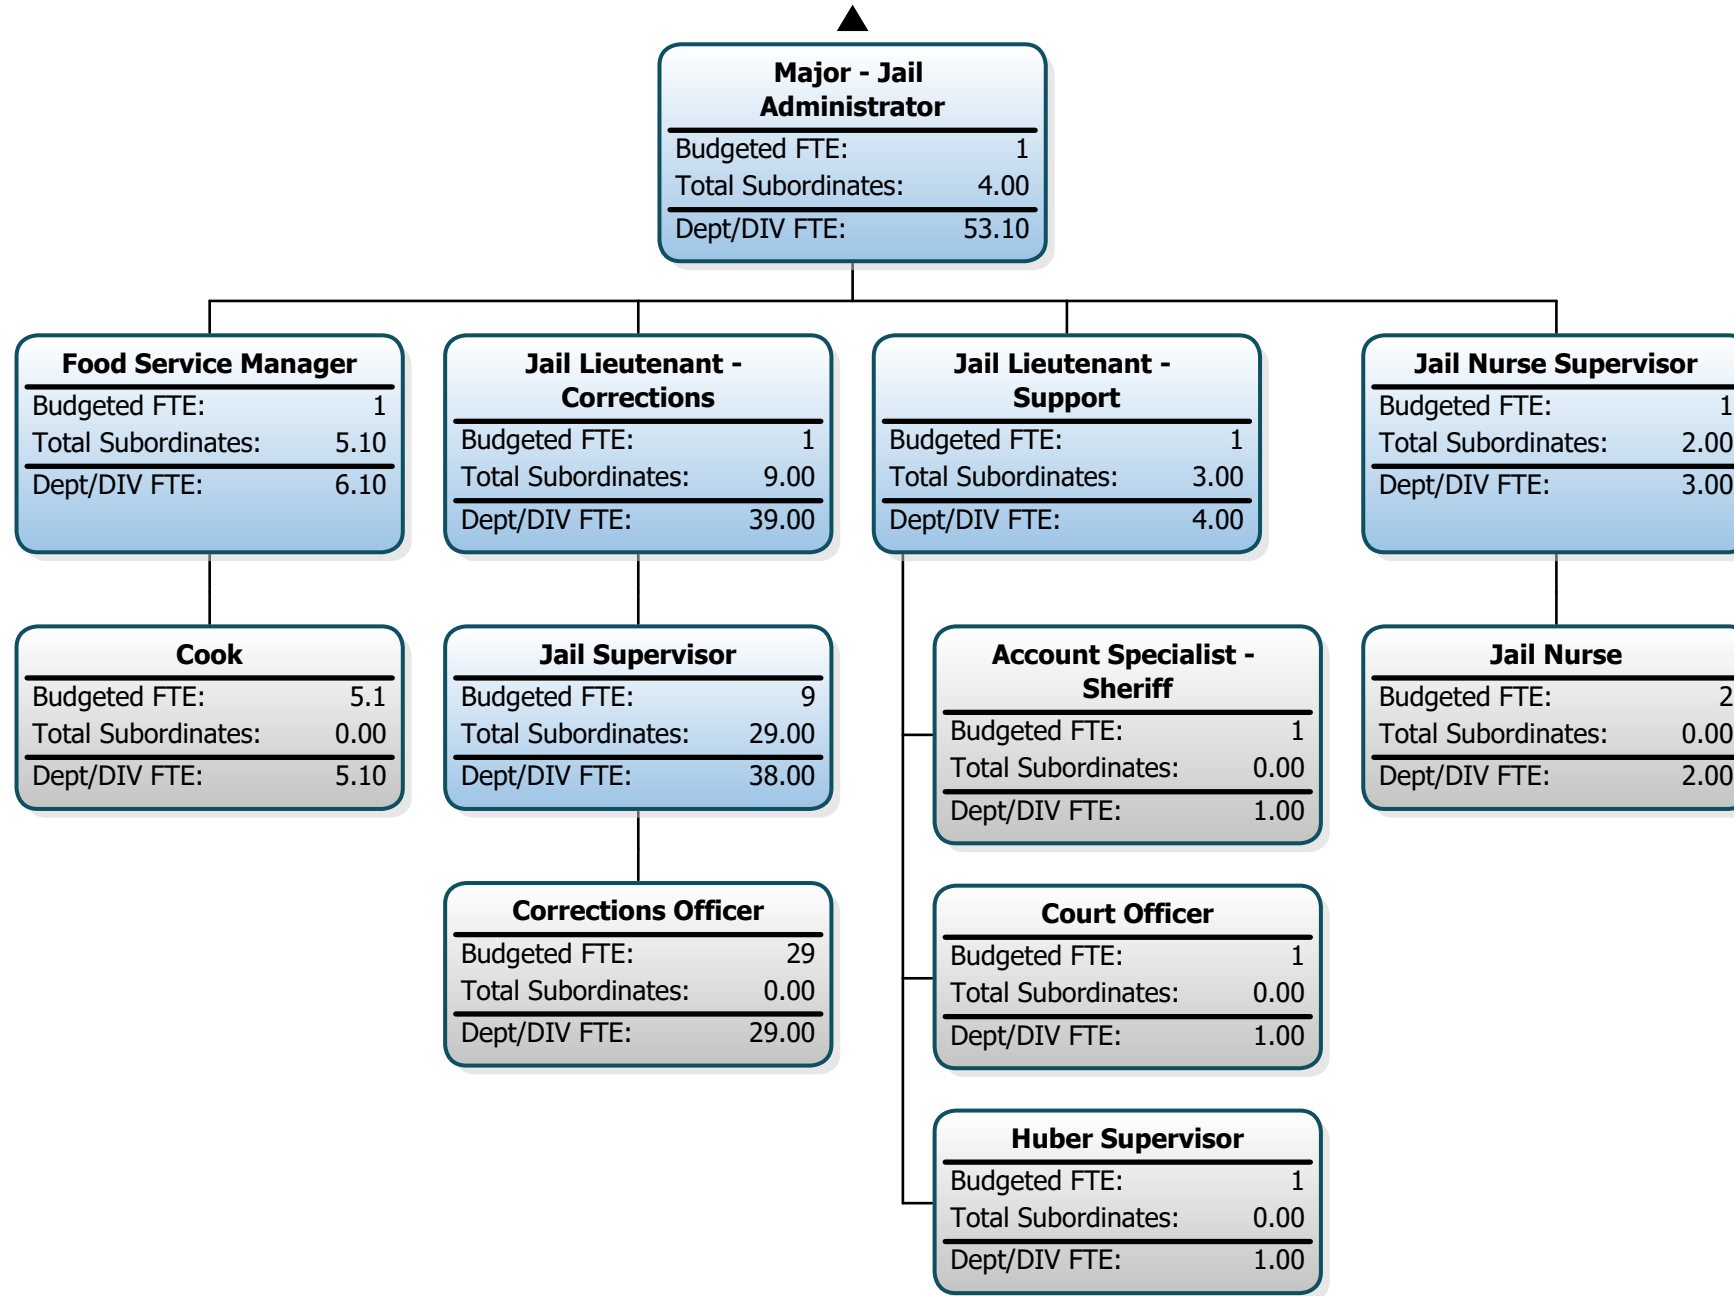 Major - Jail
Administrator
Budgeted FTE: 1
Total Subordinates: 4.00
Dept/DIV FTE: 53.10
Food Service Manager
Budgeted FTE: 1
Total Subordinates: 5.10
Dept/DIV FTE: 6.10
Jail Lieutenant -
Corrections
Budgeted FTE: 1
Total Subordinates: 9.00
Dept/DIV FTE: 39.00
Jail Lieutenant -
Support
Budgeted FTE: 1
Total Subordinates: 3.00
Dept/DIV FTE: 4.00
Jail Nurse Supervisor
Budgeted FTE: 1
Total Subordinates: 2.00
Dept/DIV FTE: 3.00
Cook
Budgeted FTE: 5.1
Total Subordinates: 0.00
Dept/DIV FTE: 5.10
Jail Supervisor
Budgeted FTE: 9
Total Subordinates: 29.00
Dept/DIV FTE: 38.00
Account Specialist -
Sheriff
Budgeted FTE: 1
Total Subordinates: 0.00
Dept/DIV FTE: 1.00
Jail Nurse
Budgeted FTE: 2
Total Subordinates: 0.00
Dept/DIV FTE: 2.00
Corrections Officer
Budgeted FTE: 29
Total Subordinates: 0.00
Dept/DIV FTE: 29.00
Court Officer
Budgeted FTE: 1
Total Subordinates: 0.00
Dept/DIV FTE: 1.00
Huber Supervisor
Budgeted FTE: 1
Total Subordinates: 0.00
Dept/DIV FTE: 1.00